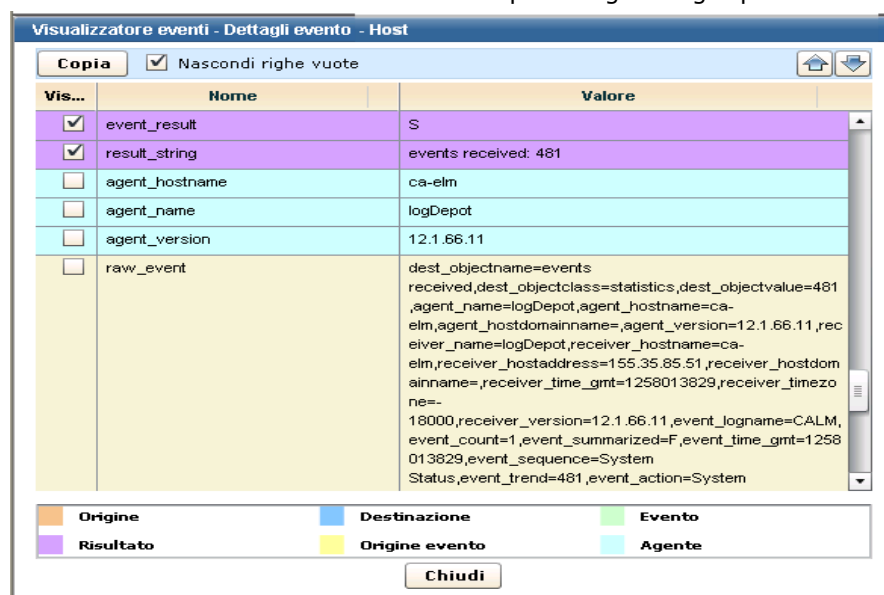 Visualizzatore eventi - Dettagli evento - Host
Copia Nascondi righe vuote
Vis... Nome Valore
event_result S
result_string events received: 481
agent_hostname ca-elm
agent_name logDepot
agent_version 12.1.66.11
raw_event dest_objectname=events
received,dest_objectclass=statistics,dest_objectvalue=481
,agent_name=logDepot,agent_hostname=ca-
elm,agent_hostdomainname=,agent_version=12.1.66.11,rec
eiver_name=logDepot,receiver_hostname=ca-
elm,receiver_hostaddress=155.35.85.51,receiver_hostdom
ainname=,receiver_time_gmt=1258013829,receiver_timezo
ne=-
18000,receiver_version=12.1.66.11,event_logname=CALM,
event_count=1,event_summarized=F,event_time_gmt=1258
013829,event_sequence=System
Status,event_trend=481,event_action=System
Origine Destinazione Evento
Risultato Origine evento Agente
Chiudi